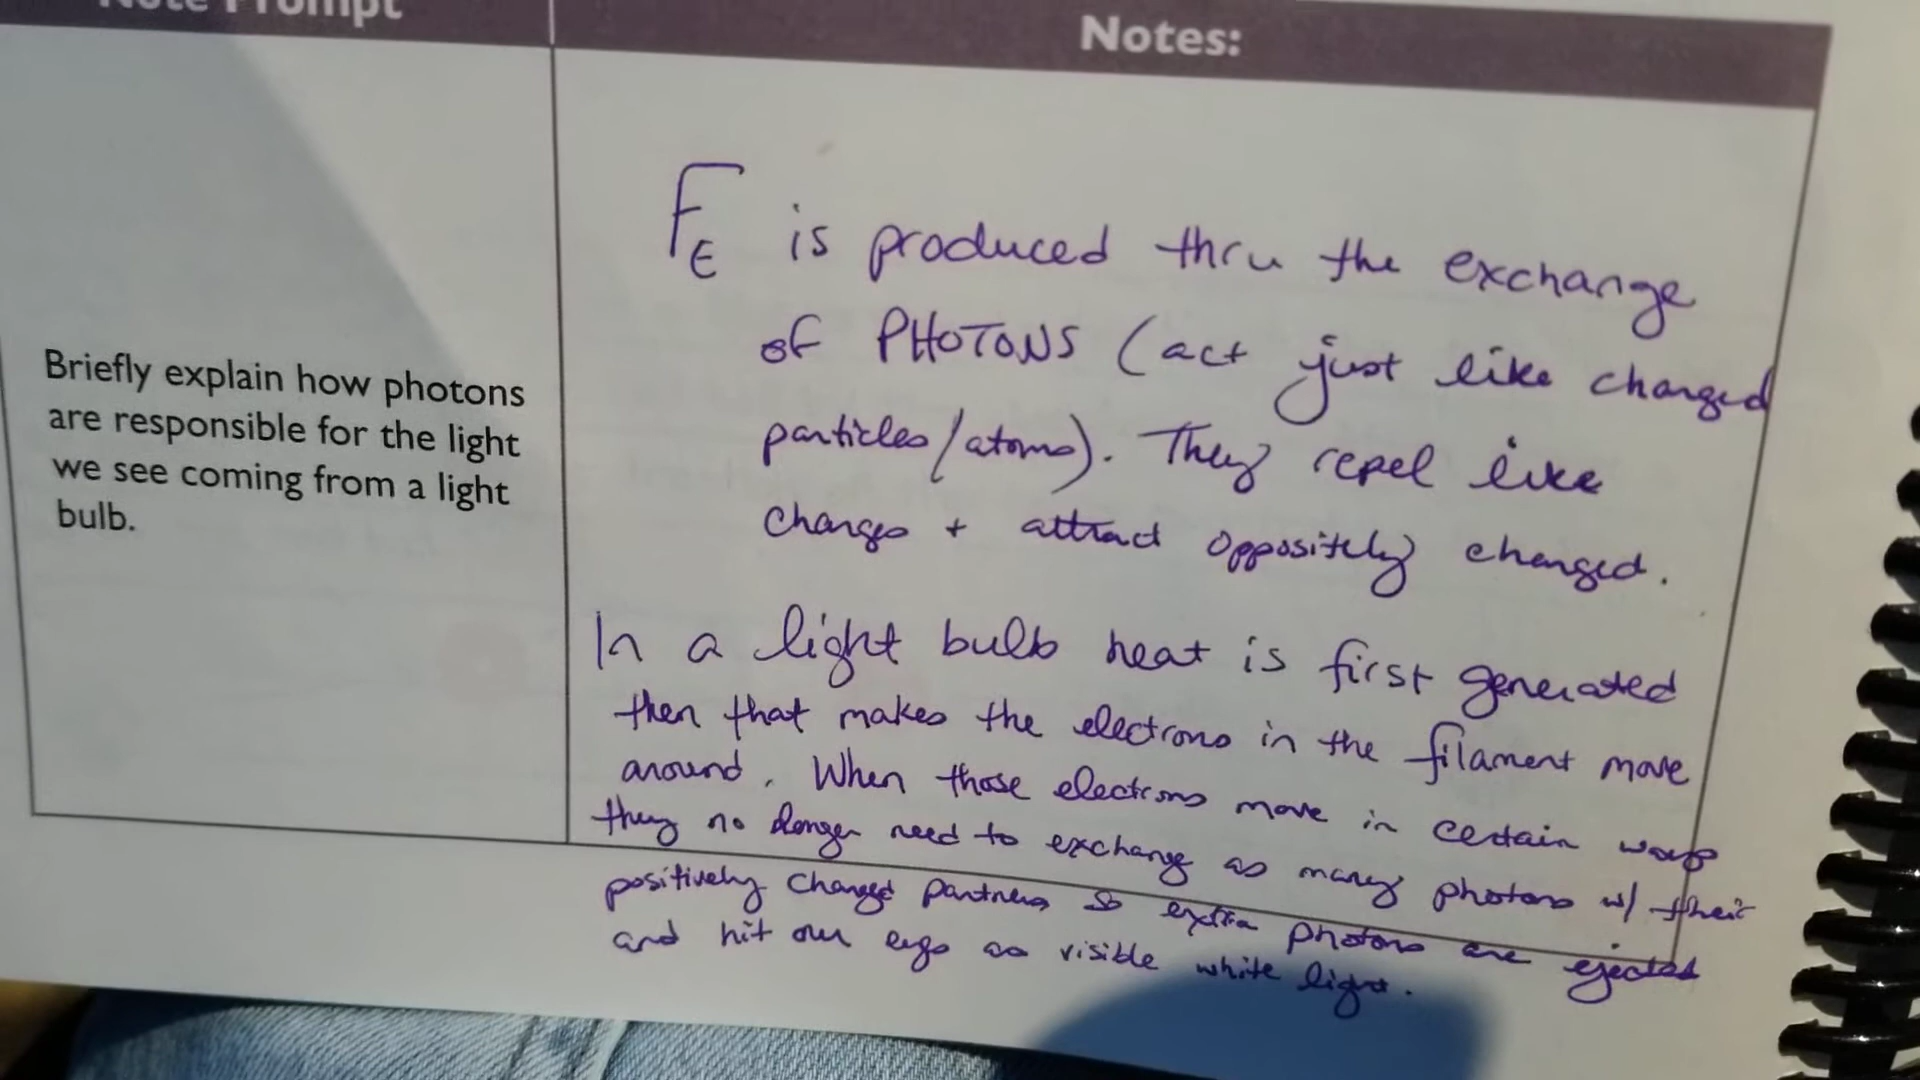 Note Prompt
Notes:
Briefly explain how photons
are responsible for the light
we see coming from a light
bulb.
FE is produced thru the exchange
of PHOTONS (act just like charged
particles/atoms). They repel like
charges + attract oppositely charged.
In a light bulb heat is first generated
then that makes the electrons in the filament move
around. When those electrons move in certain ways
they no longer need to exchange as many photons w/ their
positively charged partners so extra photons are ejected
and hit our eyes as visible white light.